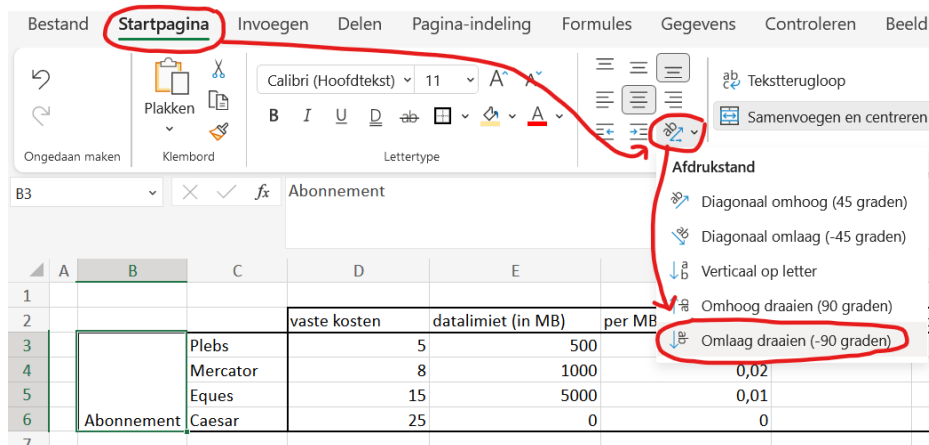 Bestand Startpagina Invoegen Delen Pagina-indeling Formules Gegevens Controleren Beeld
Plakken
Calibri (Hoofdtekst) 11 A A
B I U D ab A
ab Tekstterugloop
Samenvoegen en centreren
Ongedaan maken Klembord Lettertype
Afdrukstand
Diagonaal omhoog (45 graden)
Diagonaal omlaag (-45 graden)
Verticaal op letter
Omhoog draaien (90 graden)
Omlaag draaien (-90 graden)
B3 fx Abonnement
A B C D E
1
2 vaste kosten datalimiet (in MB) per MB
3 Plebs 5 500
4 Mercator 8 1000 0,02
5 Eques 15 5000 0,01
6 Abonnement Caesar 25 0 0